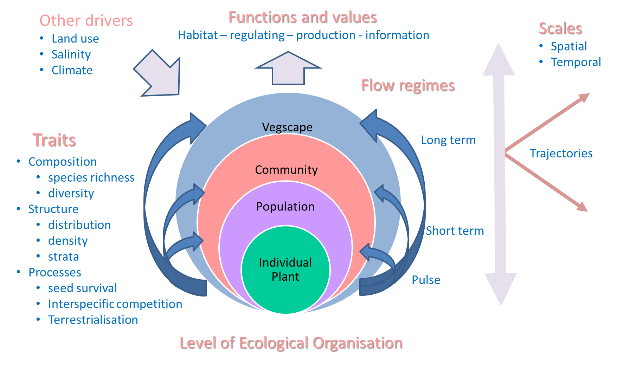 Other drivers
• Land use
• Salinity
• Climate
Functions and values
Habitat – regulating – production - information
Scales
• Spatial
• Temporal
Flow regimes
Traits
• Composition
• species richness
• diversity
• Structure
• distribution
• density
• strata
• Processes
• seed survival
• Interspecific competition
• Terrestrialisation
Vegscape
Community
Population
Individual
Plant
Long term
Short term
Pulse
Trajectories
Level of Ecological Organisation